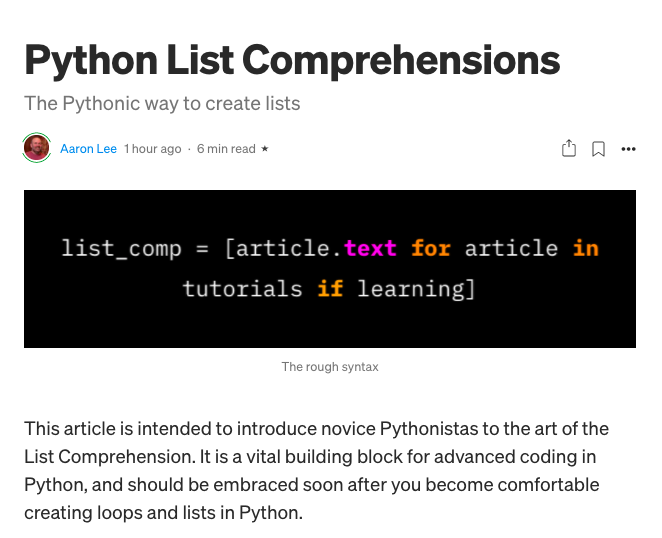 Python List Comprehensions
The Pythonic way to create lists
Aaron Lee 1 hour ago · 6 min read ★
list_comp = [article.text for article in
tutorials if learning]
The rough syntax
This article is intended to introduce novice Pythonistas to the art of the
List Comprehension. It is a vital building block for advanced coding in
Python, and should be embraced soon after you become comfortable
creating loops and lists in Python.